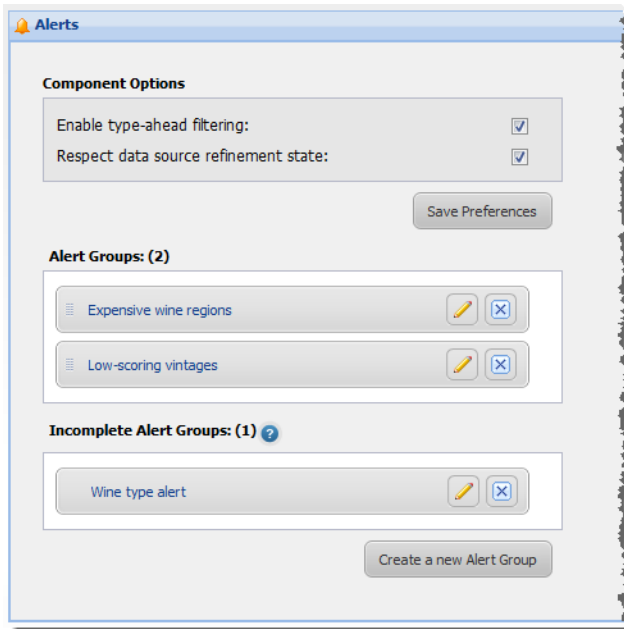 Alerts
Component Options
Enable type-ahead filtering:
Respect data source refinement state:
Save Preferences
Alert Groups: (2)
Expensive wine regions
Low-scoring vintages
Incomplete Alert Groups: (1) ?
Wine type alert
Create a new Alert Group